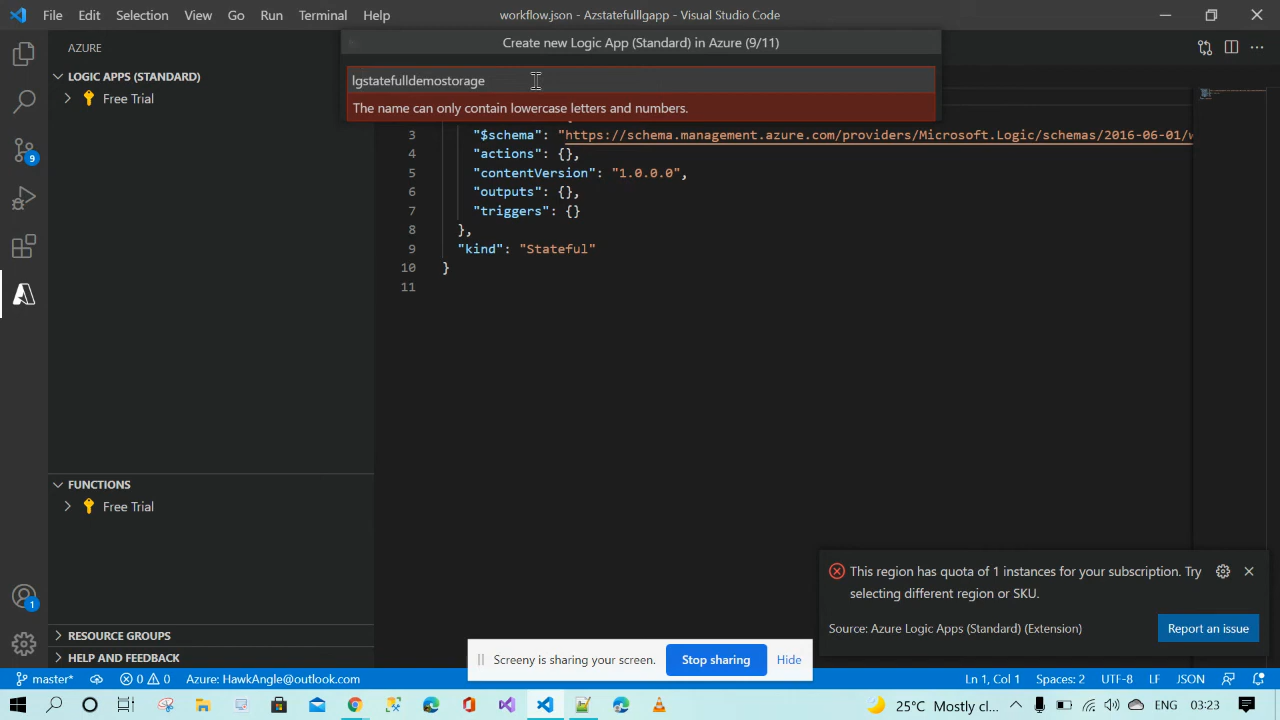 File Edit Selection View Go Run Terminal Help
workflow.json - Azstatefulllgapp - Visual Studio Code
Create new Logic App (Standard) in Azure (9/11)
lgstatefulldemostorage
The name can only contain lowercase letters and numbers.
AZURE
LOGIC APPS (STANDARD)
Free Trial
3 "$schema": "https://schema.management.azure.com/providers/Microsoft.Logic/schemas/2016-06-01/w
4 "actions": {},
5 "contentVersion": "1.0.0.0",
6 "outputs": {},
7 "triggers": {}
8 },
9 "kind": "Stateful"
10 }
11
9
FUNCTIONS
Free Trial
1
RESOURCE GROUPS
HELP AND FEEDBACK
This region has quota of 1 instances for your subscription. Try
selecting different region or SKU.
Source: Azure Logic Apps (Standard) (Extension)
Report an issue
Screeny is sharing your screen. Stop sharing Hide
master* 0 0 Azure: HawkAngle@outlook.com Ln 1, Col 1 Spaces: 2 UTF-8 LF JSON
25°C Mostly cl... ENG 03:23